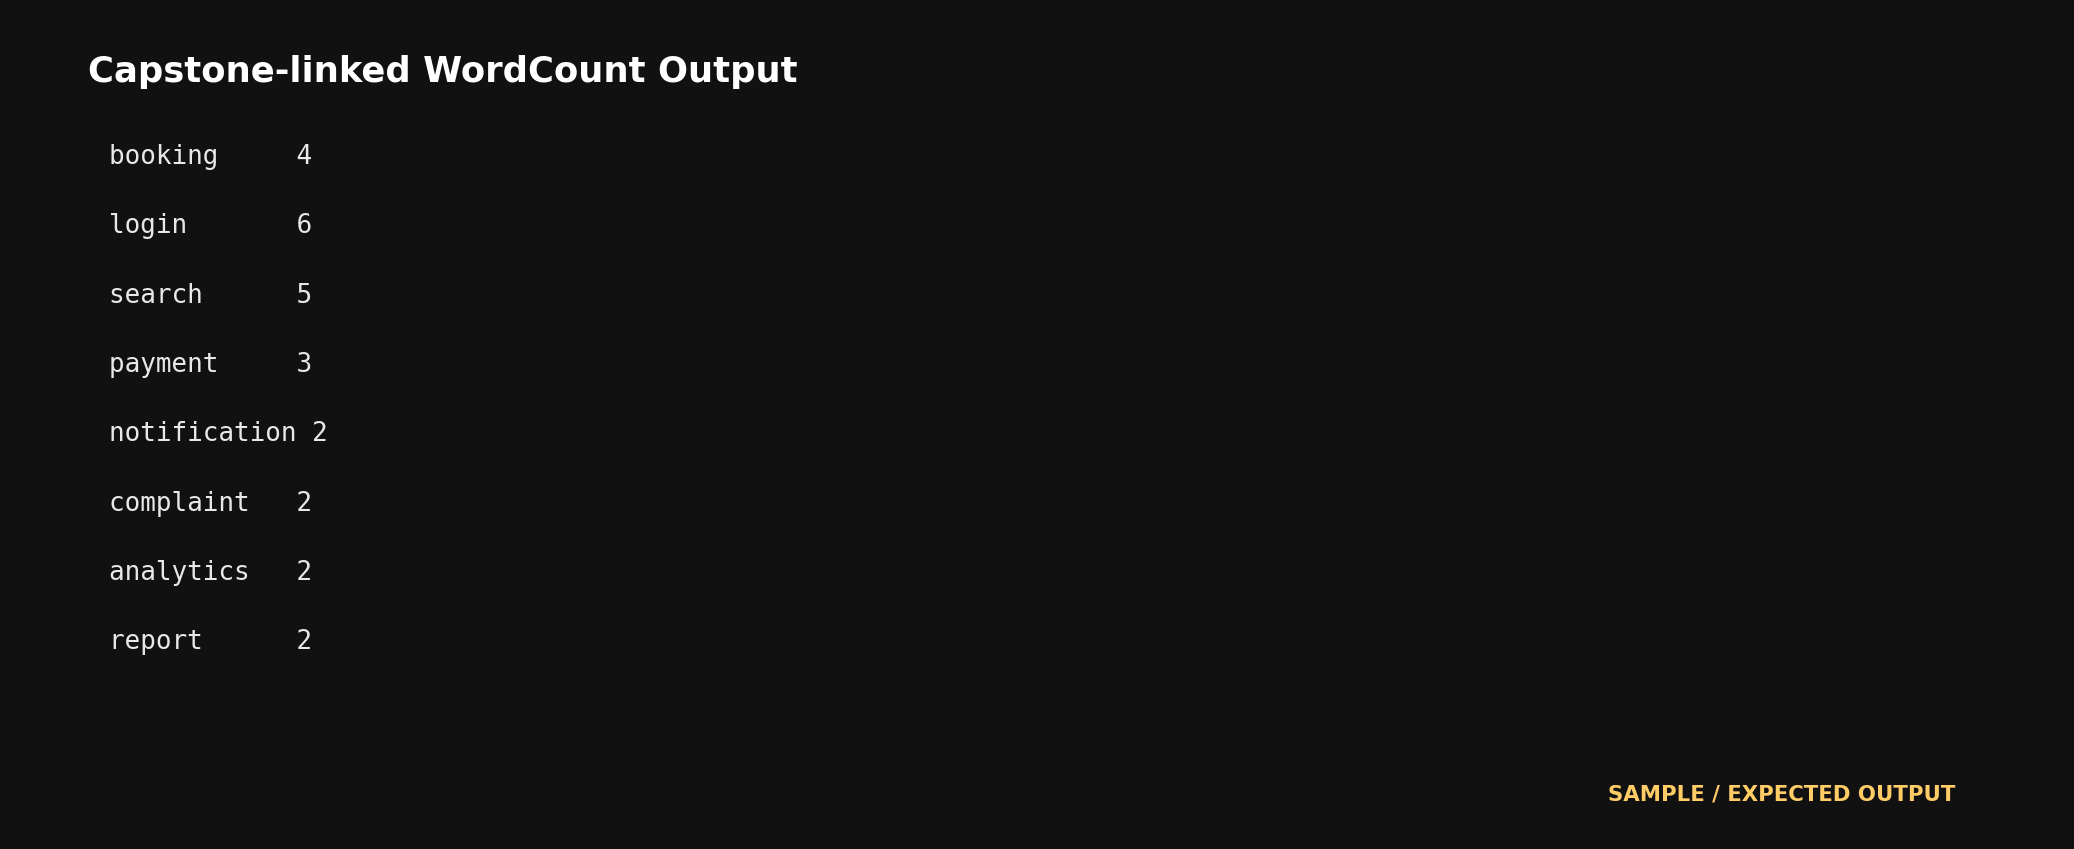 Capstone-linked WordCount Output
booking     4
login       6
search      5
payment     3
notification 2
complaint   2
analytics   2
report      2
SAMPLE / EXPECTED OUTPUT